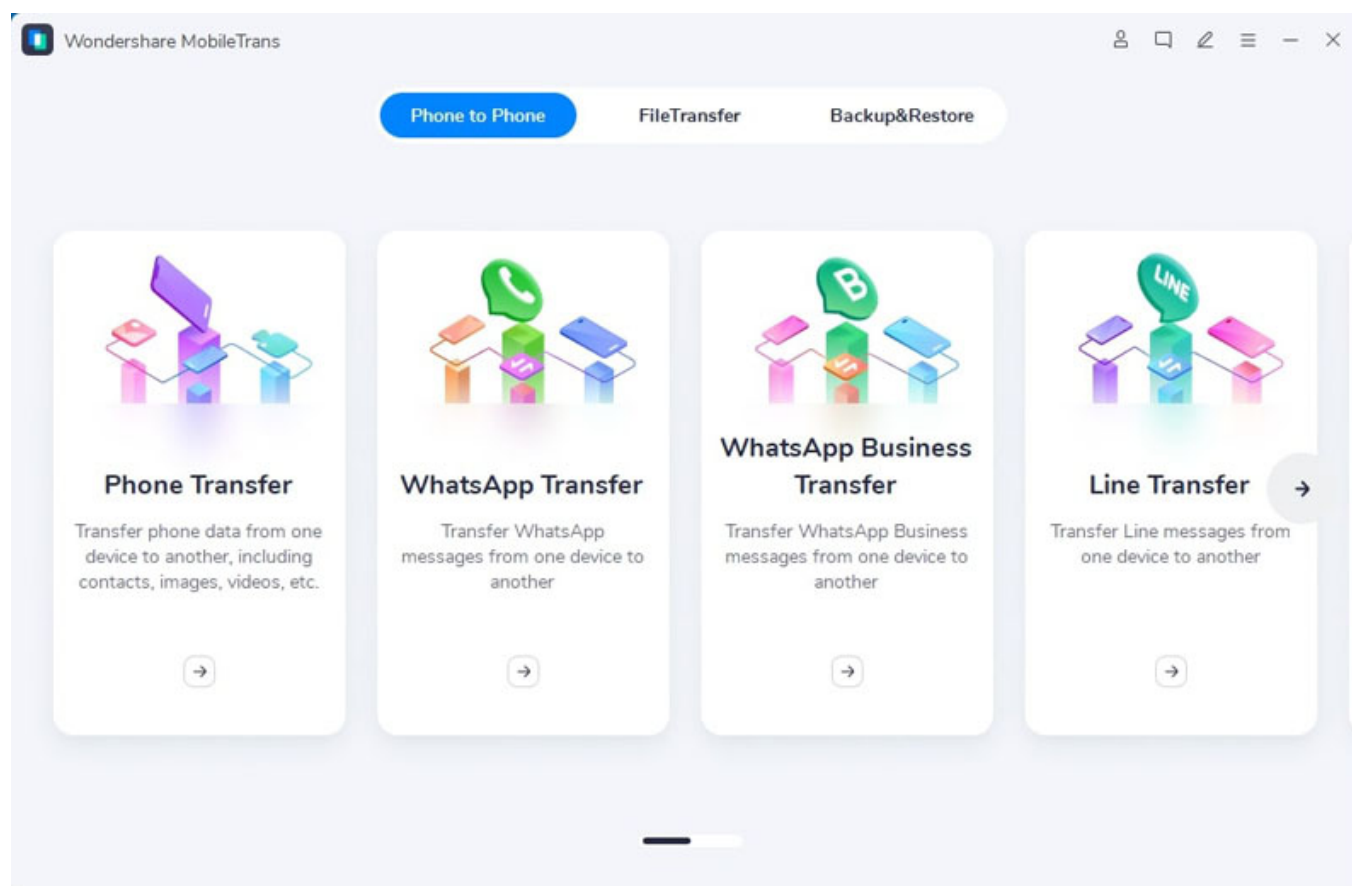 Wondershare MobileTrans
Phone to Phone
FileTransfer
Backup&Restore
Phone Transfer
Transfer phone data from one
device to another, including
contacts, images, videos, etc.
WhatsApp Transfer
Transfer WhatsApp
messages from one device to
another
B
WhatsApp Business
Transfer
Transfer WhatsApp Business
messages from one device to
another
LINE
Line Transfer
Transfer Line messages from
one device to another